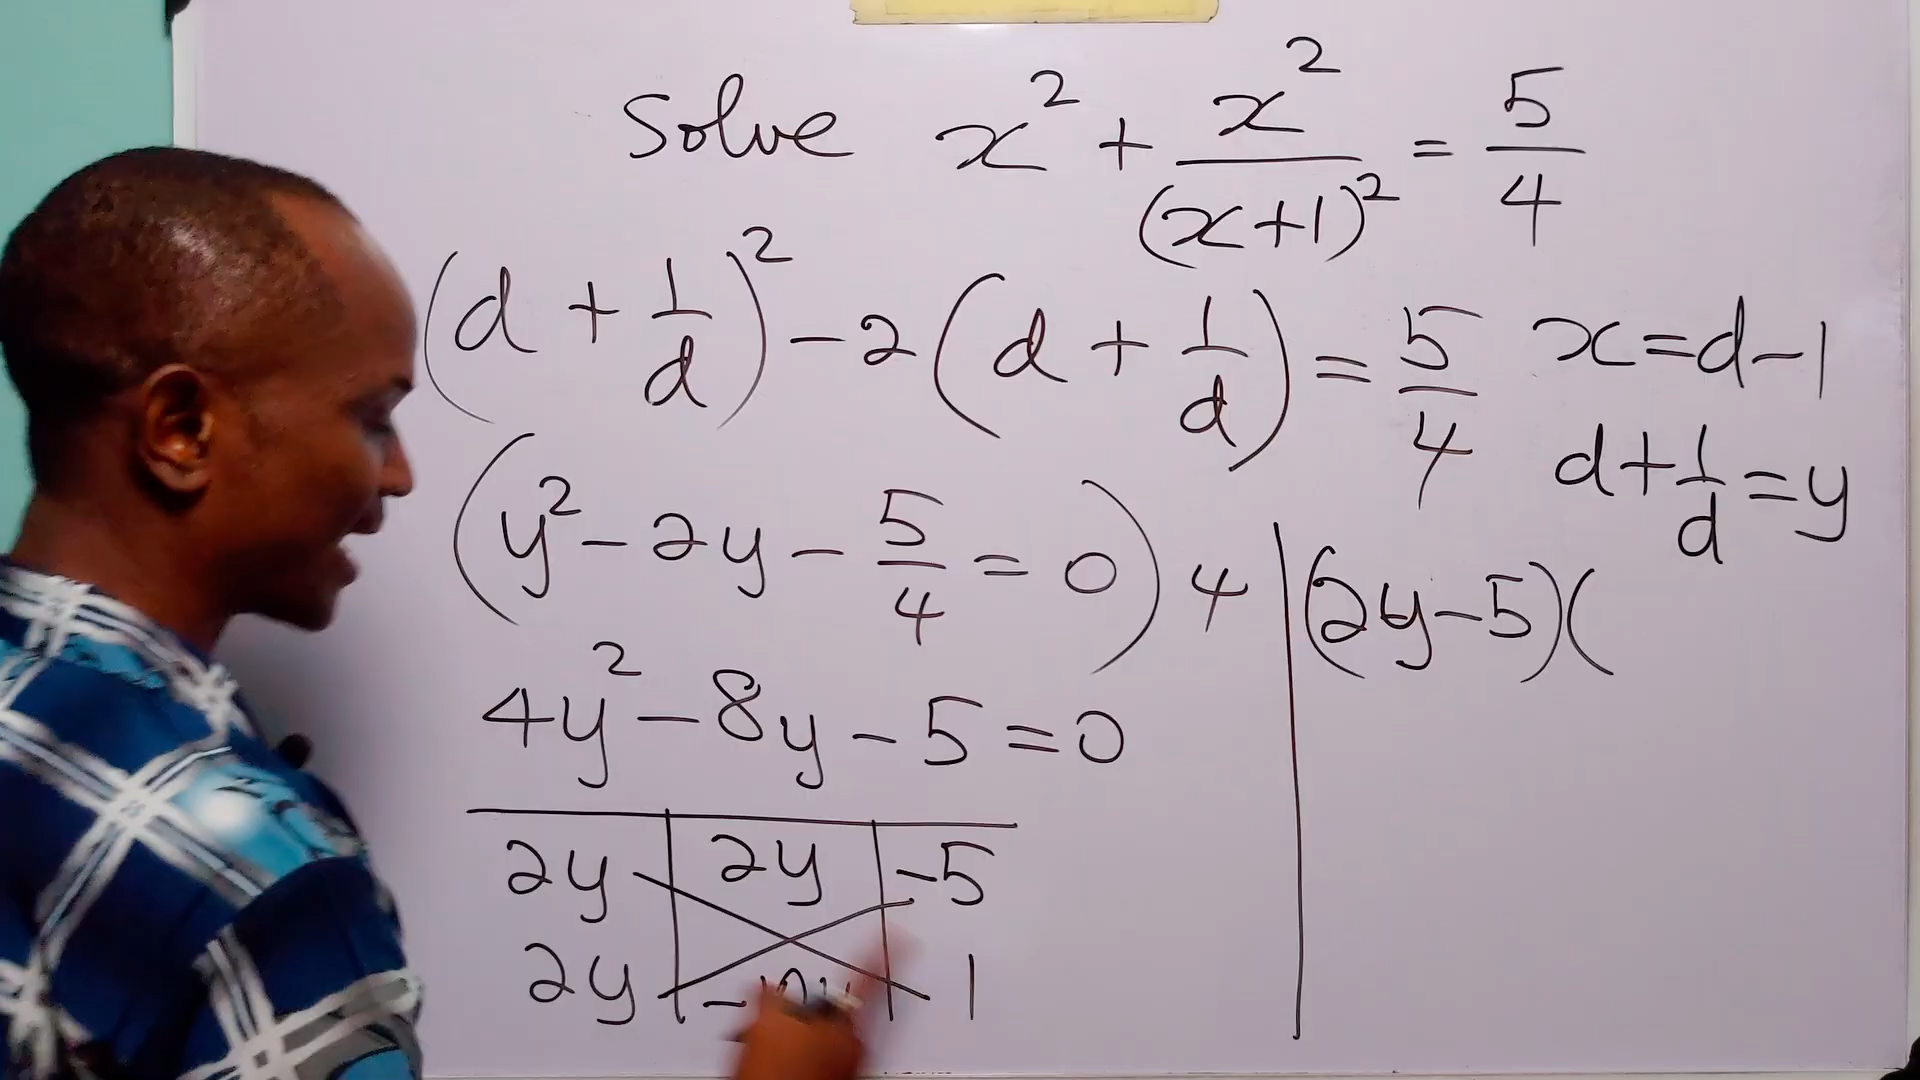 Solve x² + x²/(x+1)² = 5/4
(d + 1/d)² - 2(d + 1/d) = 5/4
x = d - 1
d + 1/d = y
(y² - 2y - 5/4 = 0) 4
(2y - 5)(
4y² - 8y - 5 = 0
2y 2y -5
2y 1